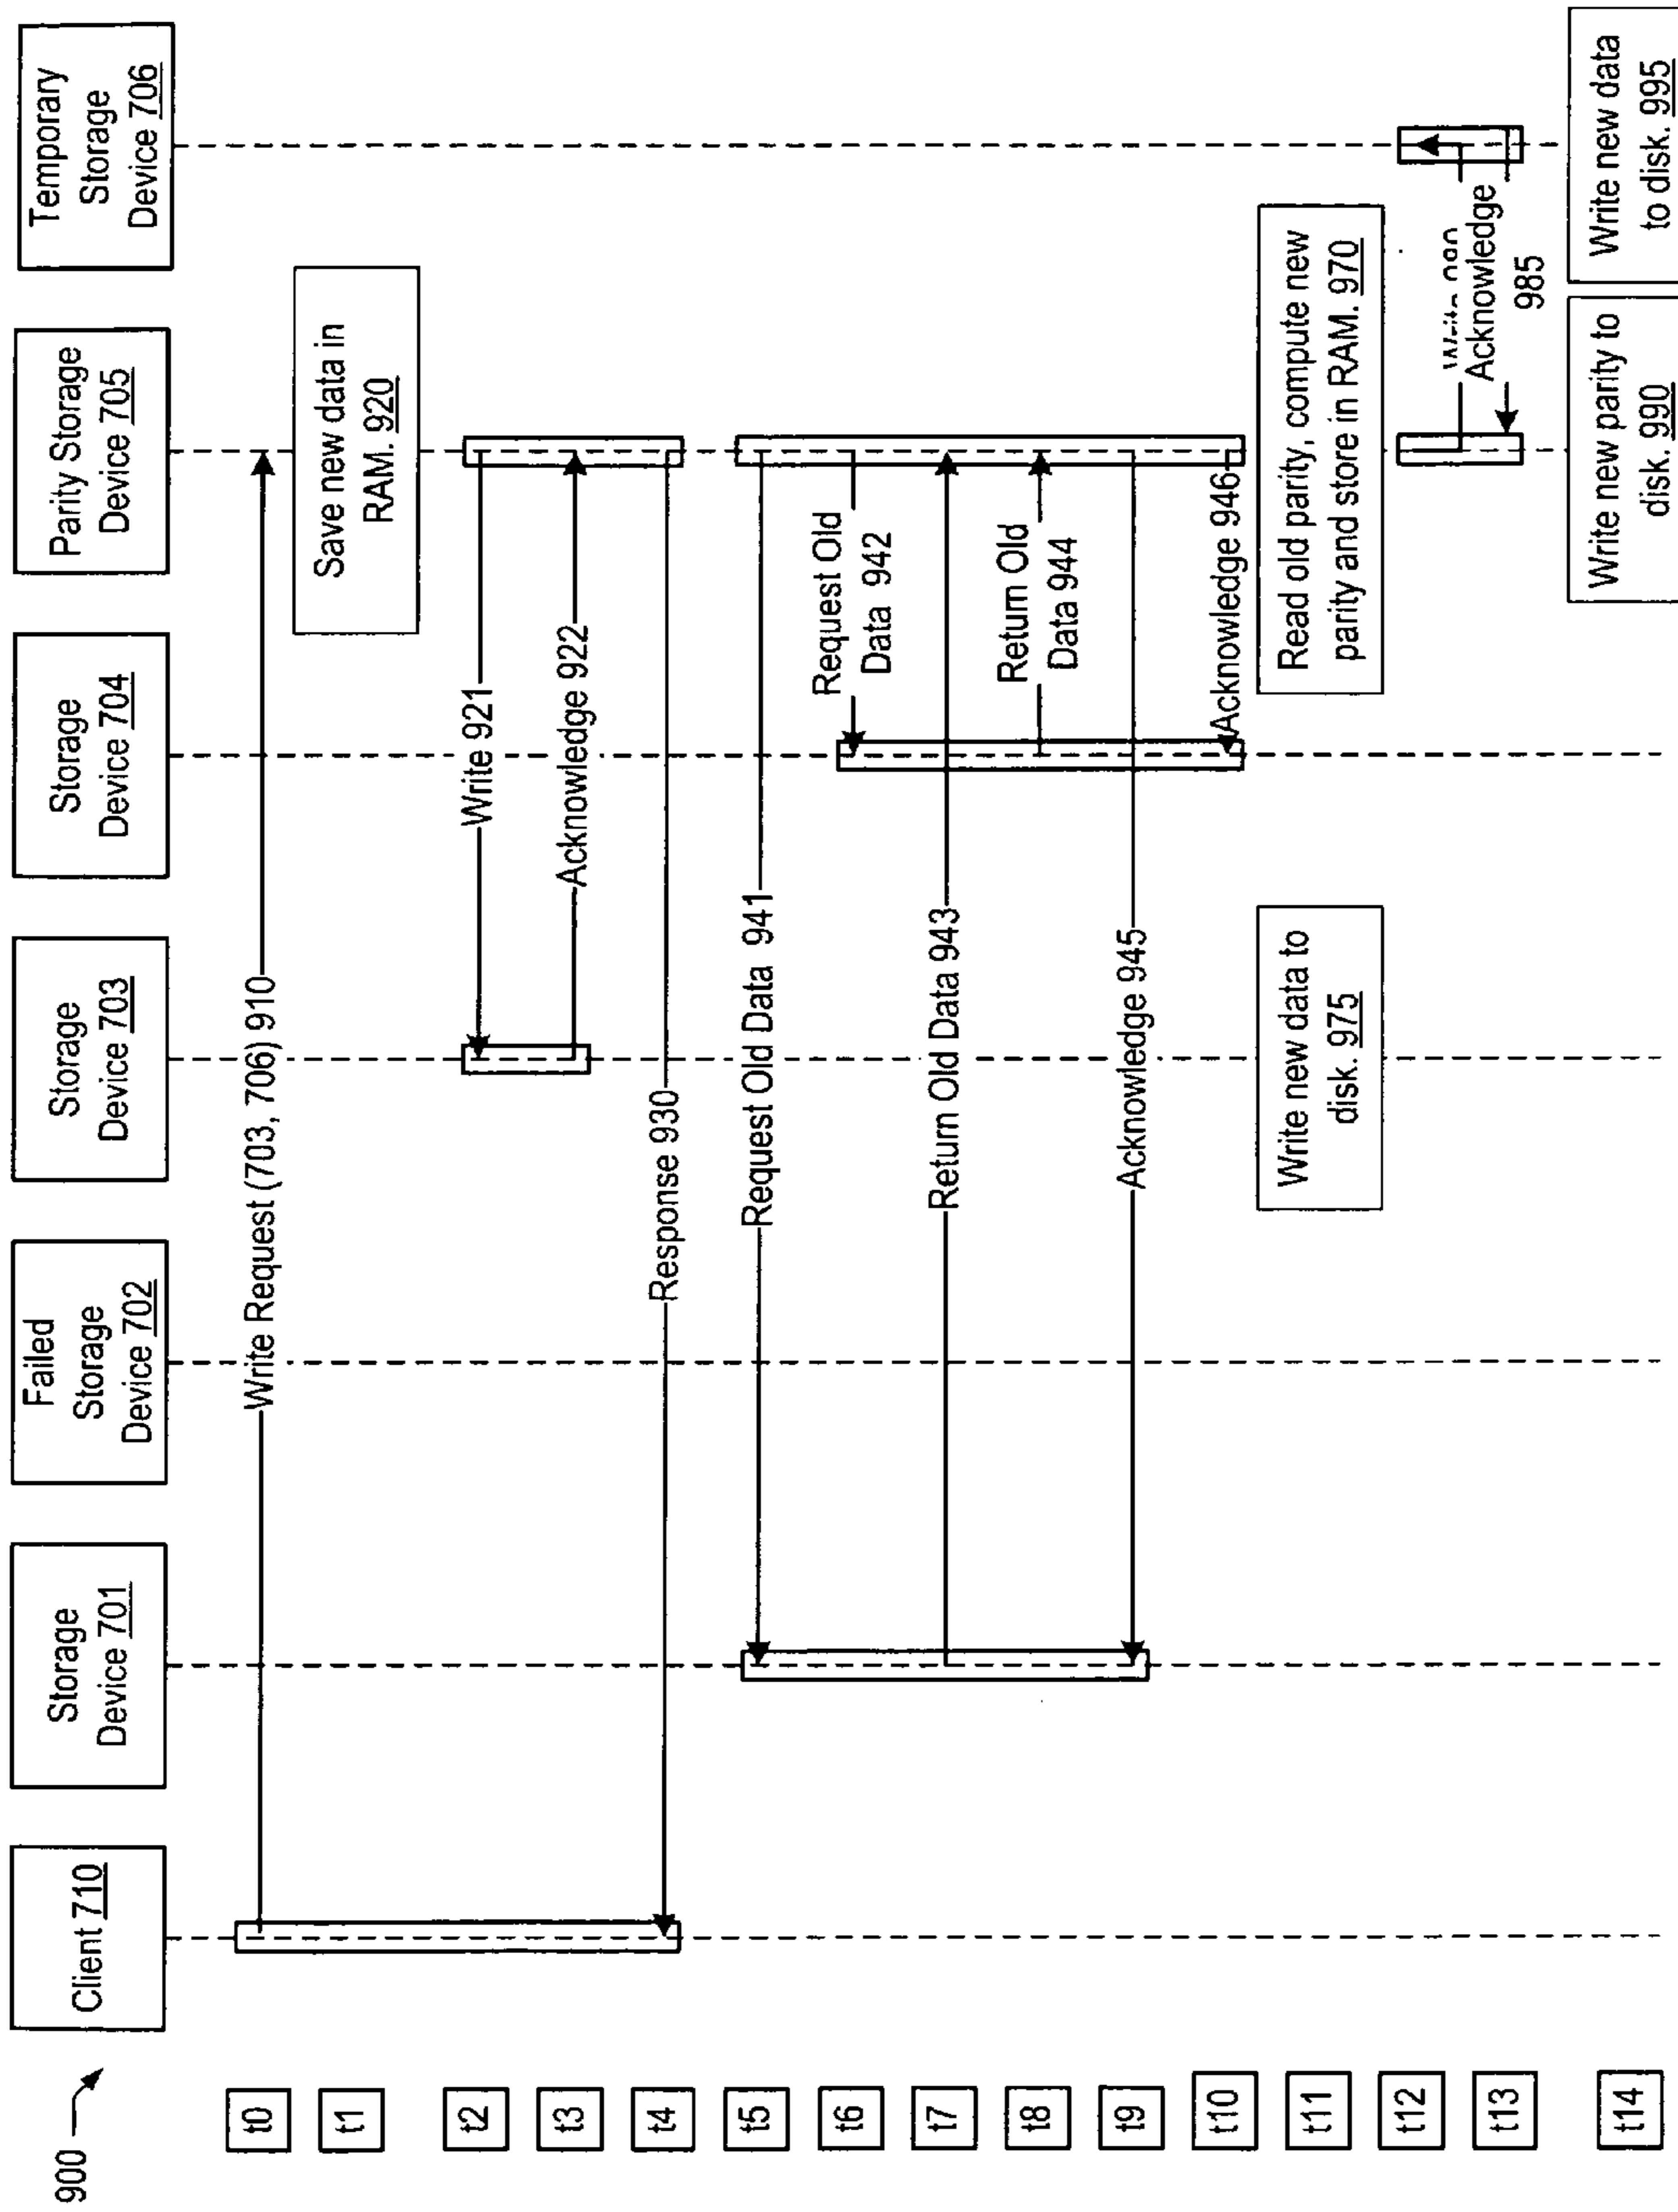 900
Client 710
Storage
Device 701
Failed
Storage
Device 702
Storage
Device 703
Storage
Device 704
Parity Storage
Device 705
Temporary
Storage
Device 706
t0
Write Request (703, 706) 910
t1
Save new data in
RAM. 920
t2
Write 921
t3
Acknowledge 922
t4
Response 930
t5
Request Old Data 941
t6
Request Old
Data 942
t7
Return Old Data 943
t8
Return Old
Data 944
t9
Acknowledge 945
t10
Acknowledge 946
t11
Write new data to
disk. 975
Read old parity, compute new
parity and store in RAM. 970
t12
t13
Acknowledge
985
t14
Write new parity to
disk. 990
Write new data
to disk. 995